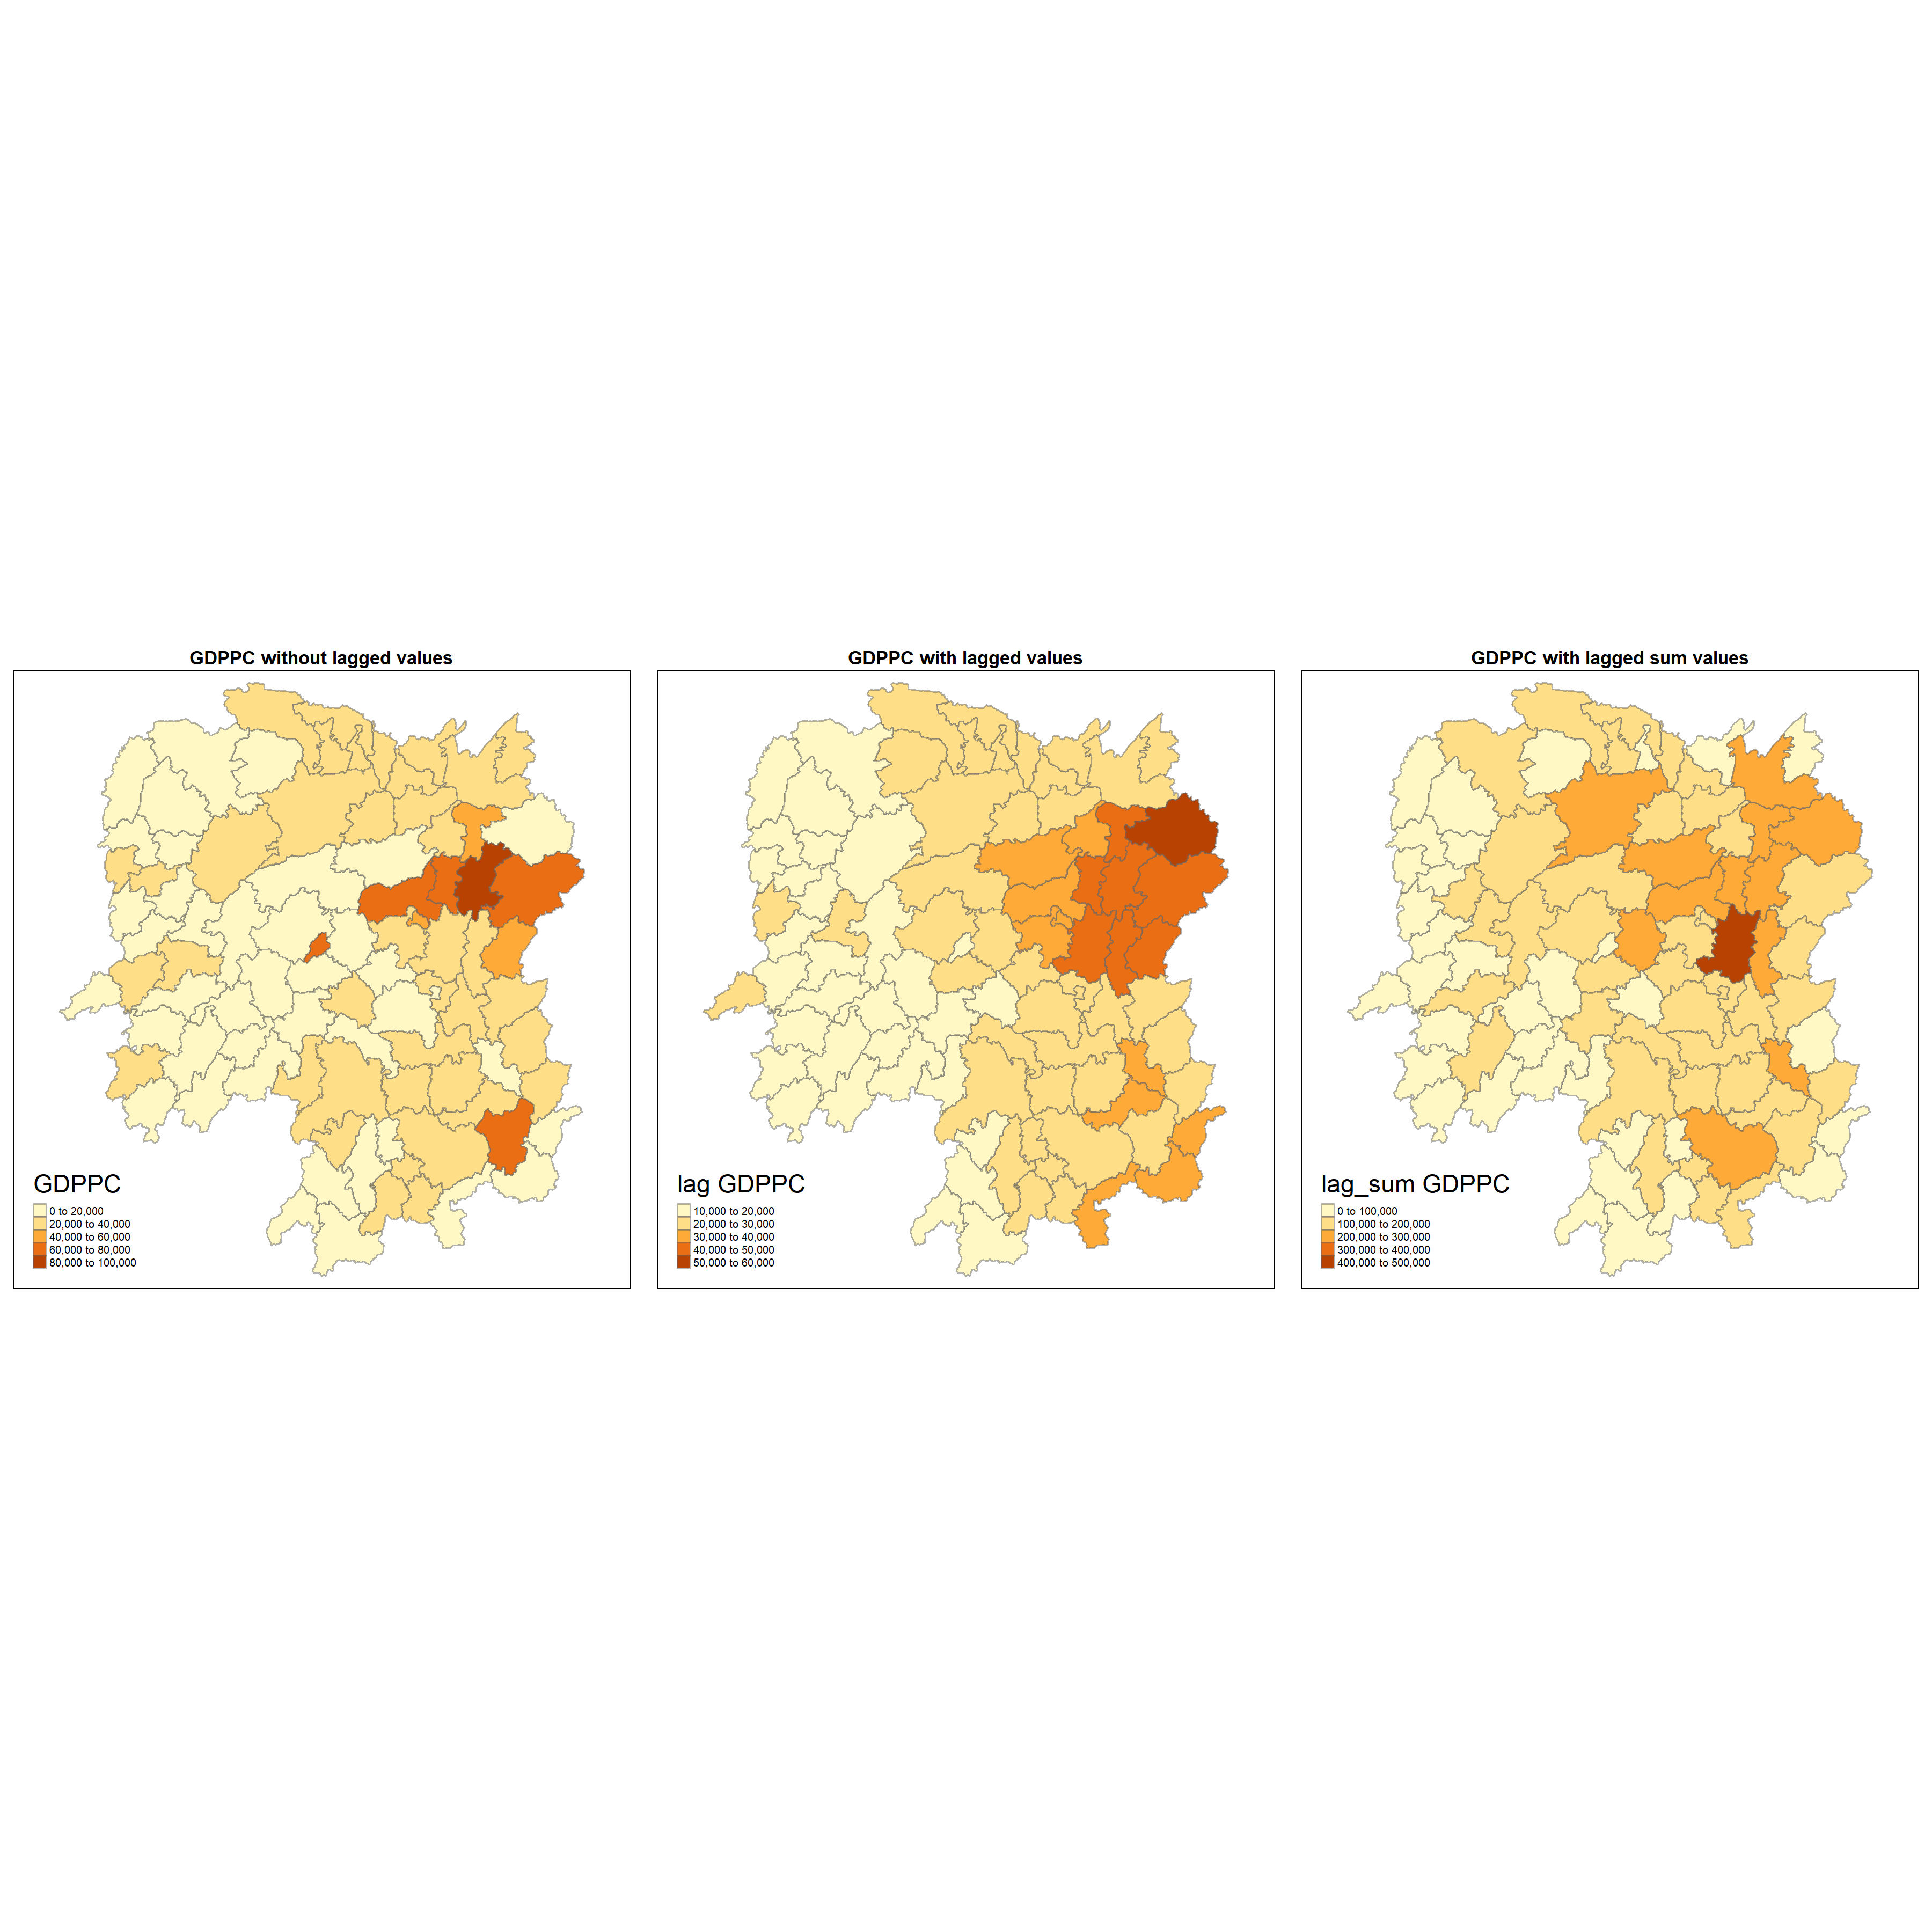 GDPPC without lagged values
GDPPC
0 to 20,000
20,000 to 40,000
40,000 to 60,000
60,000 to 80,000
80,000 to 100,000
GDPPC with lagged values
lag GDPPC
10,000 to 20,000
20,000 to 30,000
30,000 to 40,000
40,000 to 50,000
50,000 to 60,000
GDPPC with lagged sum values
lag_sum GDPPC
0 to 100,000
100,000 to 200,000
200,000 to 300,000
300,000 to 400,000
400,000 to 500,000